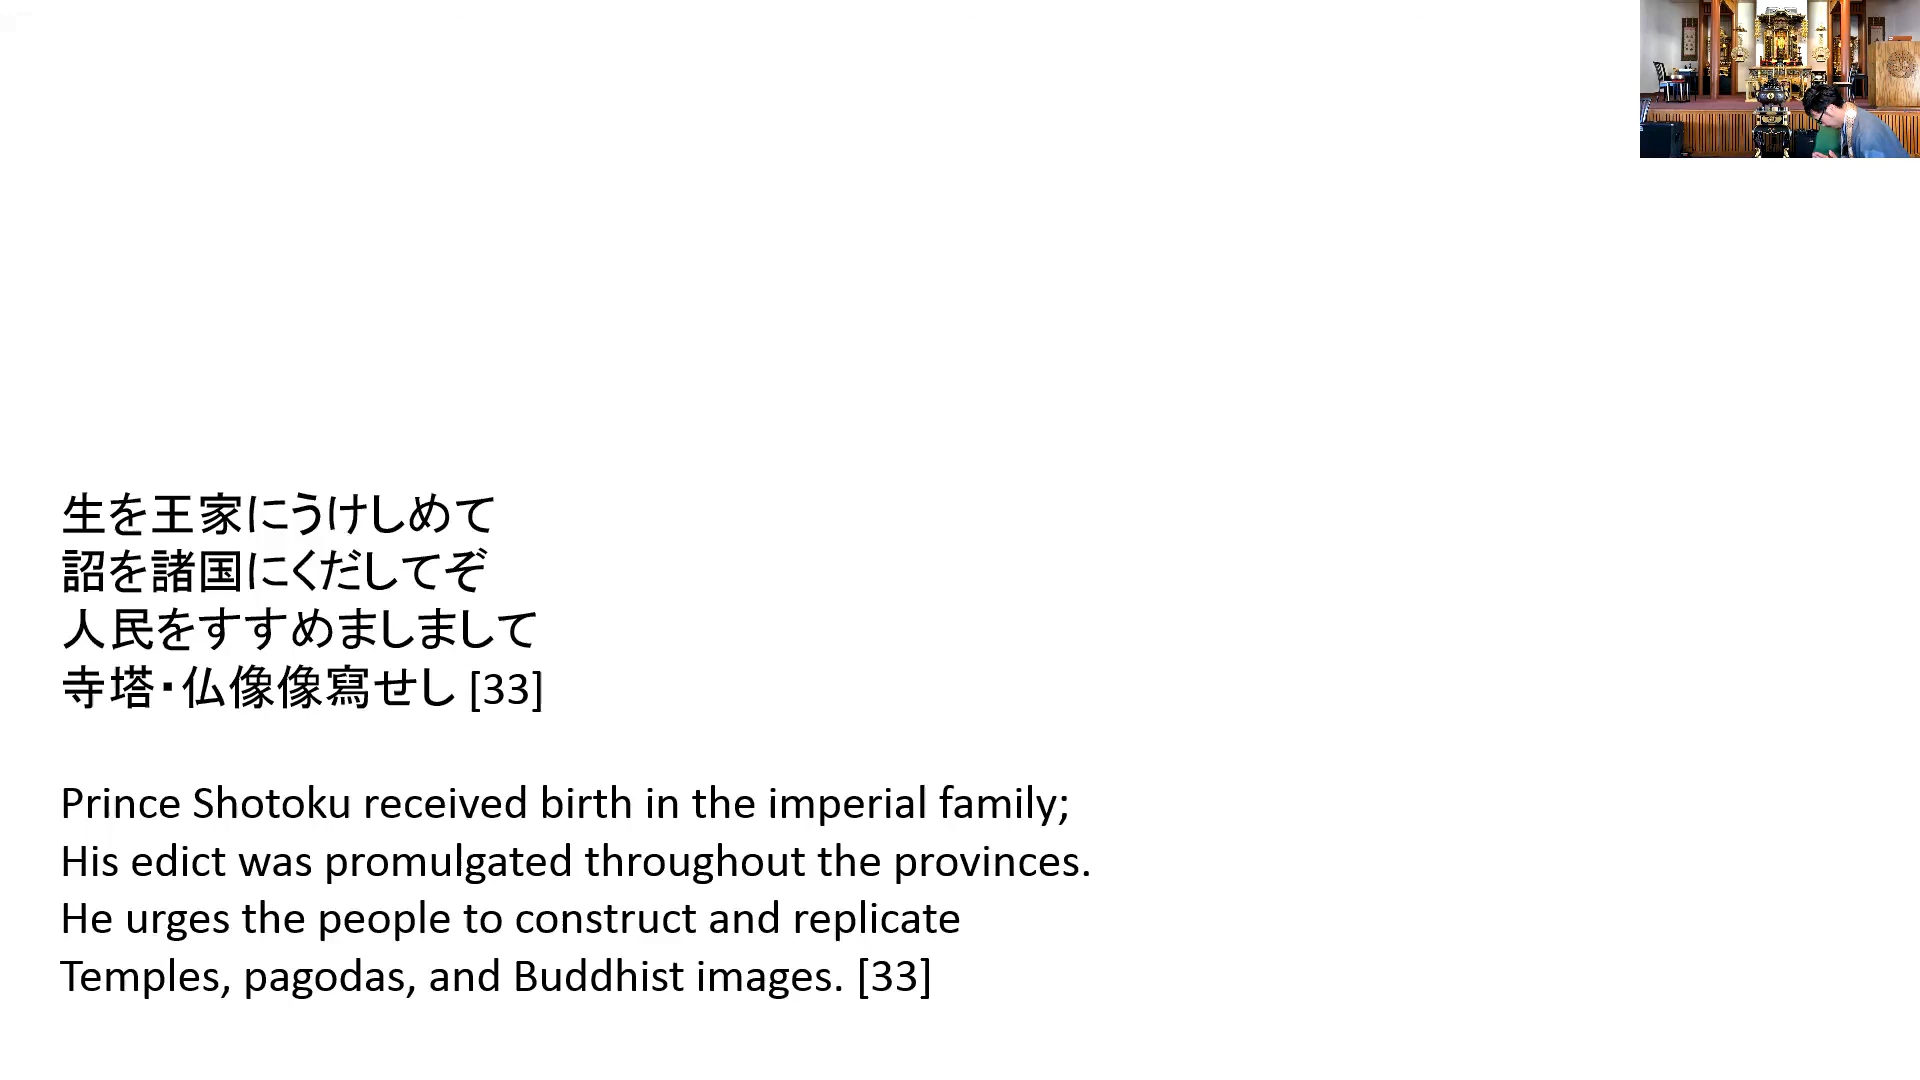 生を王家にうけしめて
詔を諸国にくだしてぞ
人民をすすめましまして
寺塔・仏像像寫せし [33]
Prince Shotoku received birth in the imperial family;
His edict was promulgated throughout the provinces.
He urges the people to construct and replicate
Temples, pagodas, and Buddhist images. [33]